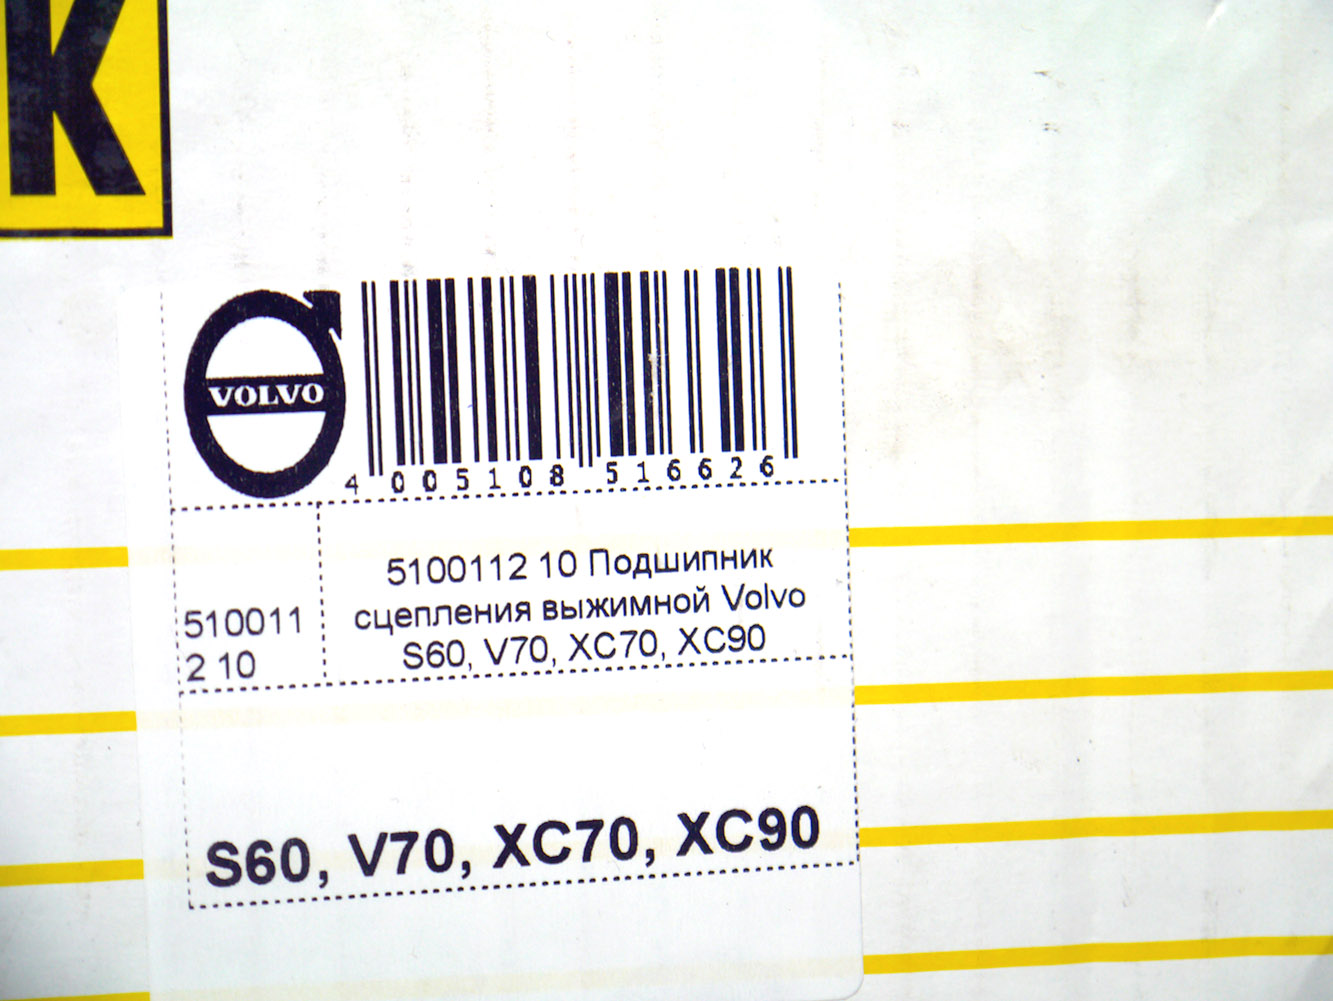 K
VOLVO
4 005108 516626
5100112 10 Подшипник
сцепления выжимной Volvo
S60, V70, XC70, XC90
510011
2 10
S60, V70, XC70, XC90